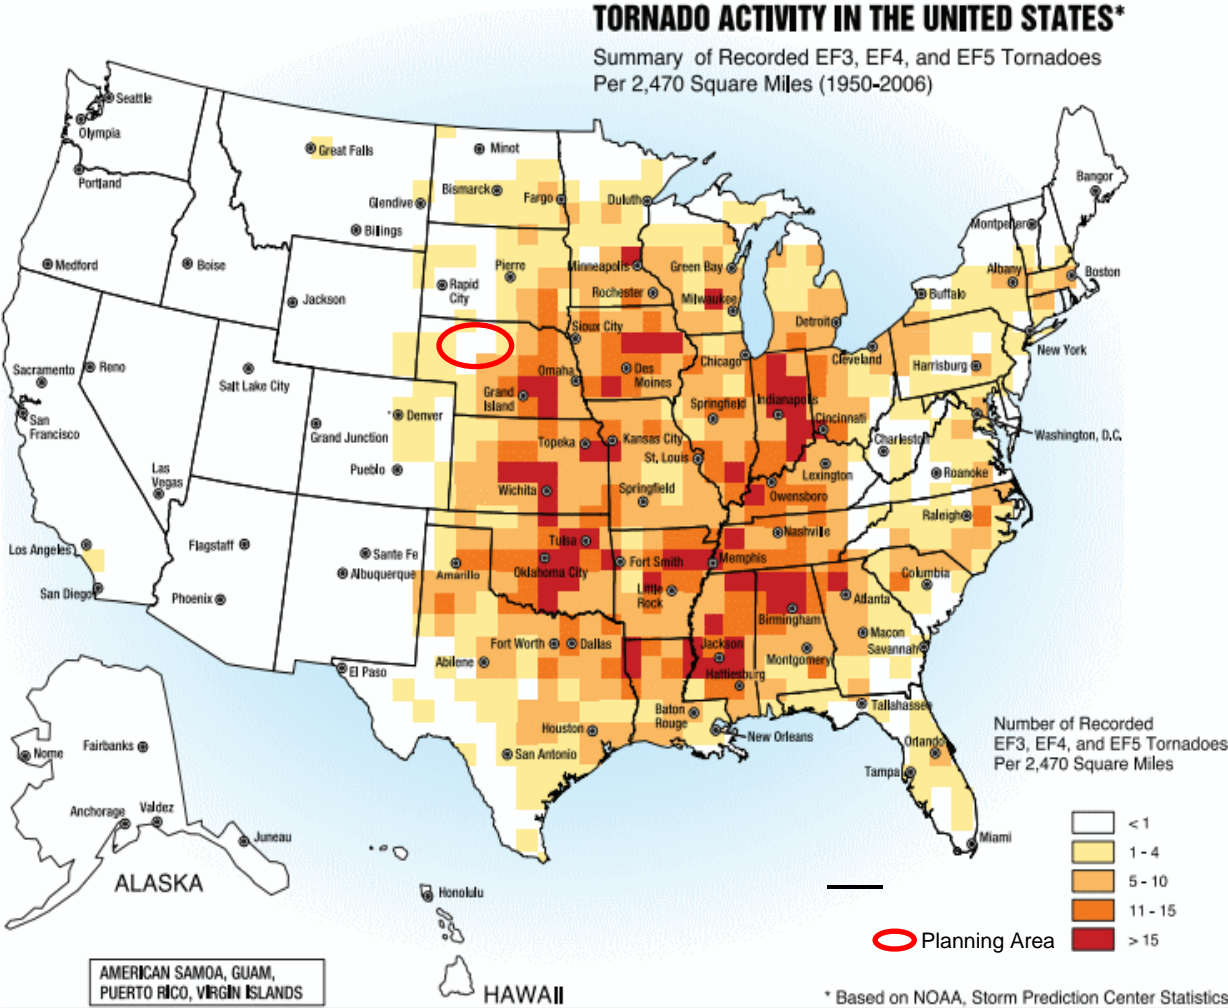 TORNADO ACTIVITY IN THE UNITED STATES*
Summary of Recorded EF3, EF4, and EF5 Tornadoes
Per 2,470 Square Miles (1950-2006)
Seattle
Olympia
Portland
Great Falls
Minot
Bismarck
Fargo
Duluth
Glendive
Billings
Bangor
Montpelier
Medford
Boise
Jackson
Rapid
City
Pierre
Minneapolis
Green Bay
Rochester
Milwaukee
Albany
Boston
Buffalo
Detroit
Sioux City
Chicago
Cleveland
New York
Sacramento
Reno
San
Francisco
Salt Lake City
Omaha
Des
Moines
Harrisburg
Grand
Island
Denver
Springfield
Indianapolis
Cincinnati
Grand Junction
Topeka
Kansas City
Charleston
Washington, D.C.
Pueblo
St. Louis
Lexington
Las
Vegas
Wichita
Springfield
Owensboro
Roanoke
Raleigh
Los Angeles
Flagstaff
Sante Fe
Albuquerque
Tulsa
Nashville
Amarillo
Oklahoma City
Fort Smith
Memphis
San Diego
Phoenix
Little
Rock
Columbia
Atlanta
Birmingham
Fort Worth
Dallas
Jackson
Macon
Savannah
Abilene
Montgomery
El Paso
Hattiesburg
Baton
Rouge
Tallahassee
Houston
New Orleans
Orlando
San Antonio
Tampa
Miami
Nome
Fairbanks
Anchorage
Valdez
Juneau
ALASKA
Honolulu
HAWAII
AMERICAN SAMOA, GUAM,
PUERTO RICO, VIRGIN ISLANDS
Number of Recorded
EF3, EF4, and EF5 Tornadoes
Per 2,470 Square Miles
< 1
1 - 4
5 - 10
11 - 15
> 15
Planning Area
* Based on NOAA, Storm Prediction Center Statistics